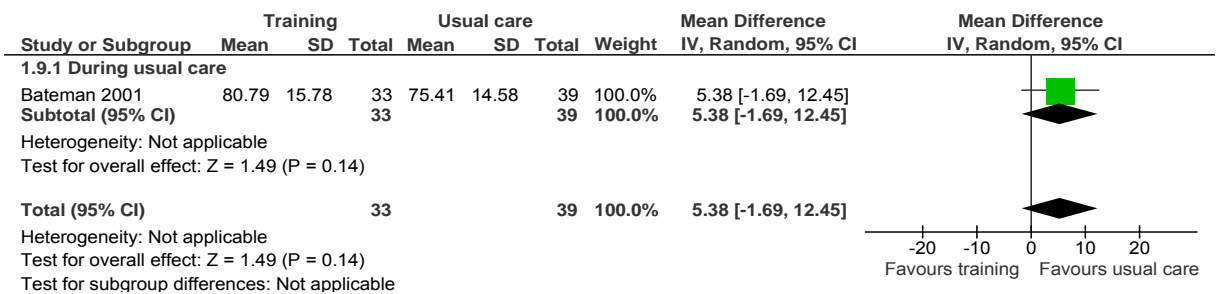 Training Usual care Mean Difference Mean Difference
Study or Subgroup Mean SD Total Mean SD Total Weight IV, Random, 95% CI IV, Random, 95% CI
1.9.1 During usual care
Bateman 2001 80.79 15.78 33 75.41 14.58 39 100.0% 5.38 [-1.69, 12.45]
Subtotal (95% CI) 33 39 100.0% 5.38 [-1.69, 12.45]
Heterogeneity: Not applicable
Test for overall effect: Z = 1.49 (P = 0.14)
Total (95% CI) 33 39 100.0% 5.38 [-1.69, 12.45]
Heterogeneity: Not applicable
Test for overall effect: Z = 1.49 (P = 0.14)
Test for subgroup differences: Not applicable
-20 -10 0 10 20
Favours training Favours usual care